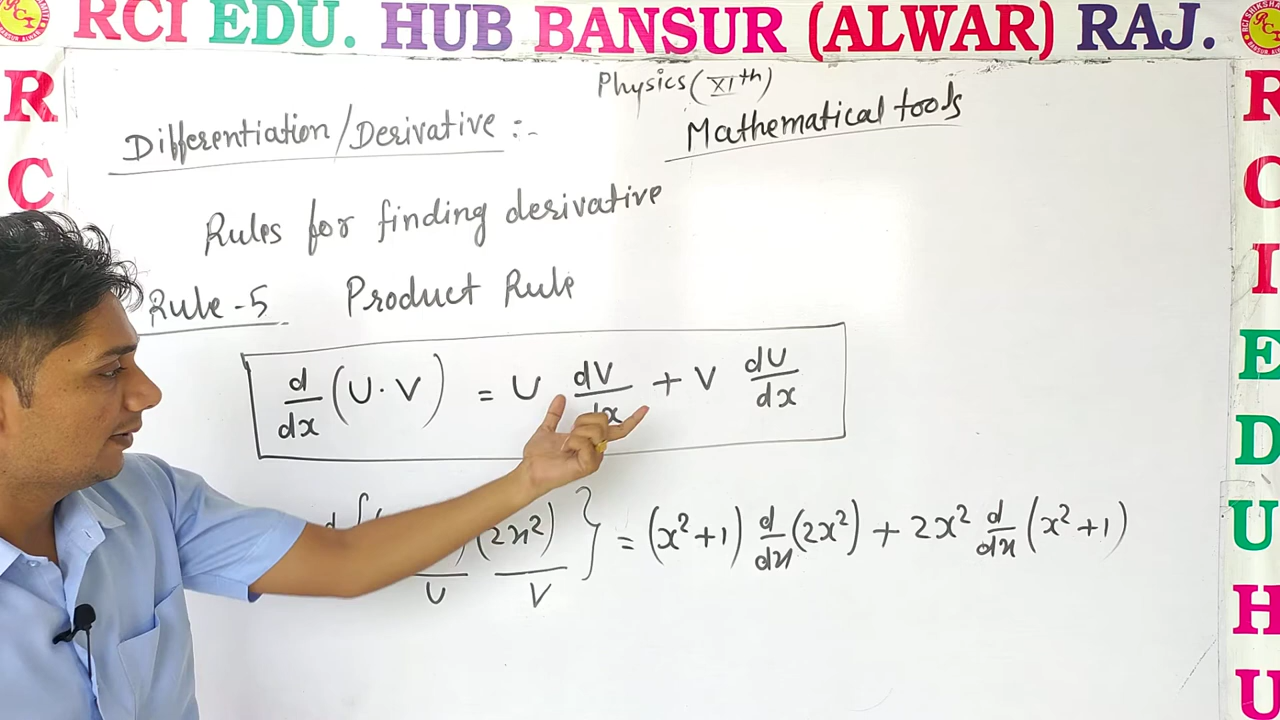 RCI EDU. HUB BANSUR (ALWAR) RAJ.
Physics (XIth)
Mathematical tools
Differentiation/Derivative :-
Rules for finding derivative
Rule-5 Product Rule
d/dx (U·V) = U dV/dx + V dU/dx
d { (2x²) } = (x²+1) d/dx (2x²) + 2x² d/dx (x²+1)
U V
R
C
R
C
I
E
D
U
H
U